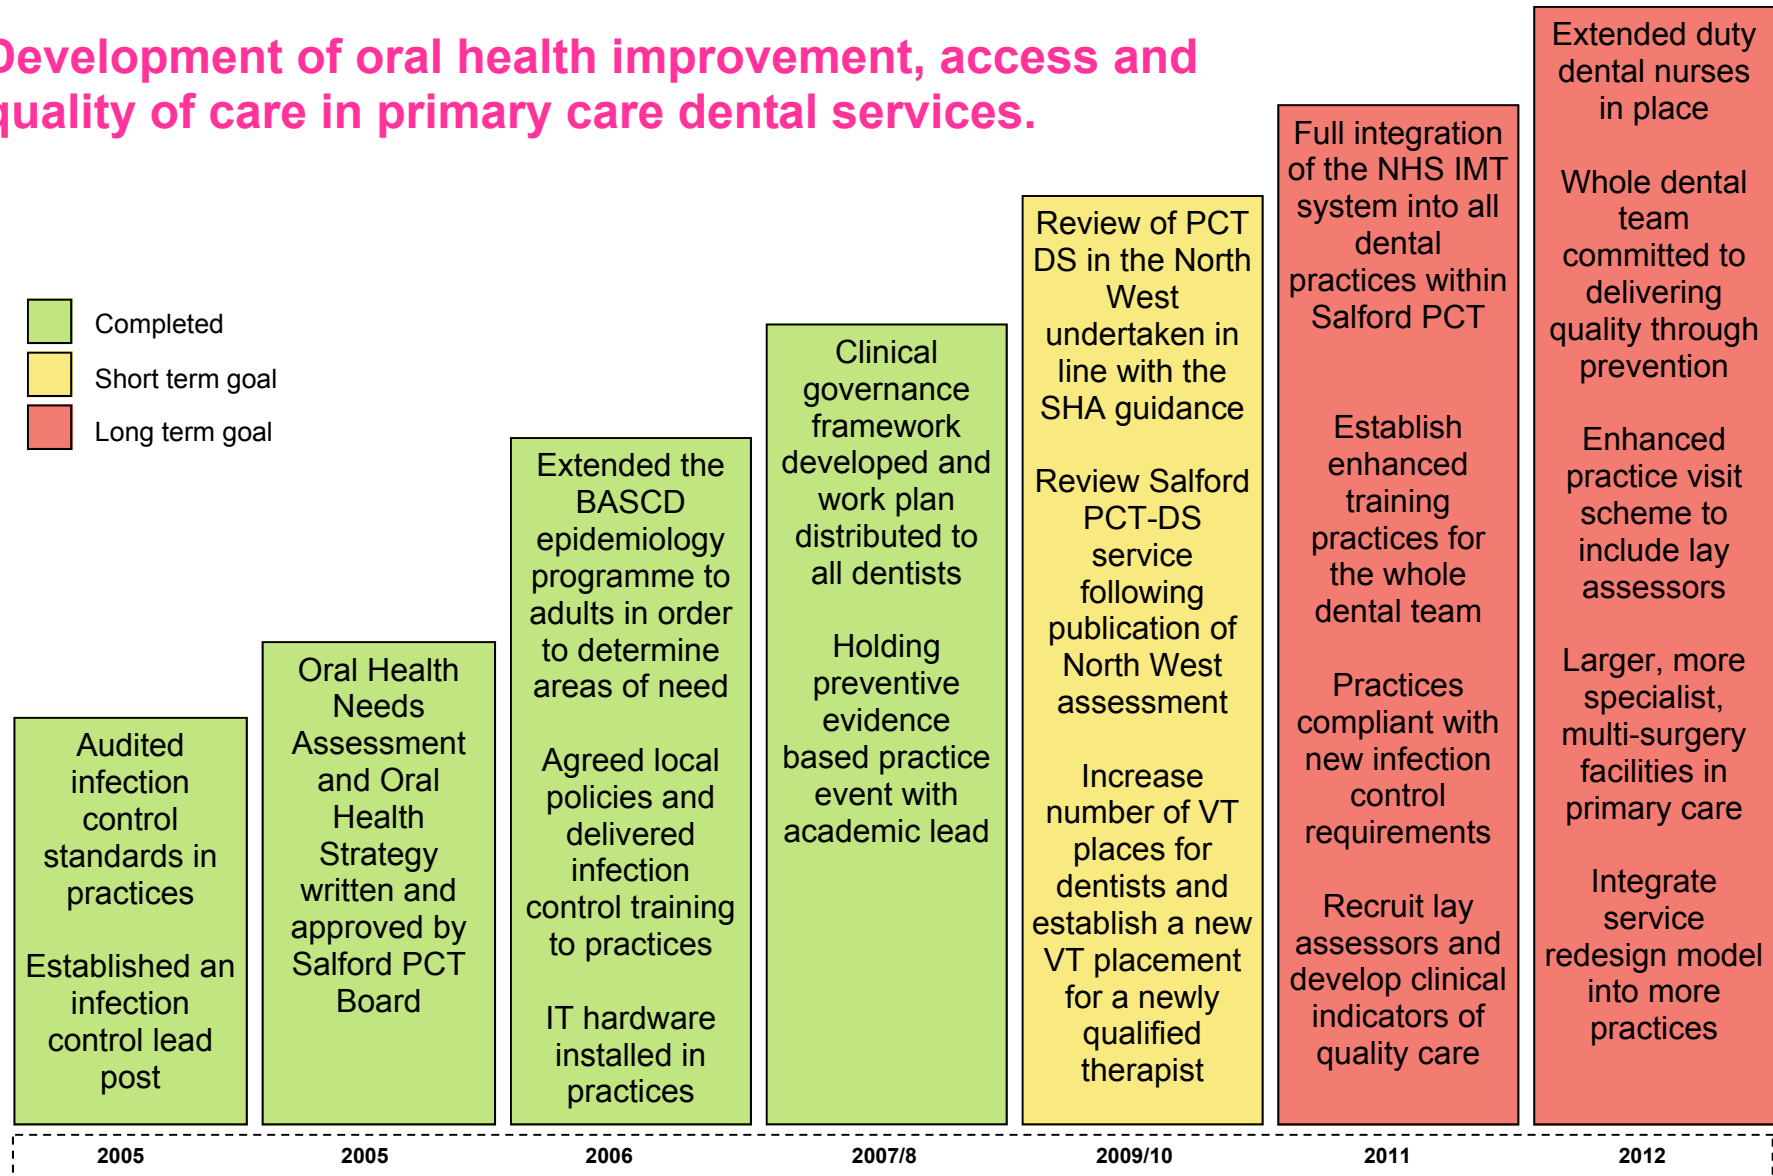 Development of oral health improvement, access and
quality of care in primary care dental services.
Completed
Short term goal
Long term goal
Audited
infection
control
standards in
practices
Established an
infection
control lead
post
Oral Health
Needs
Assessment
and Oral
Health
Strategy
written and
approved by
Salford PCT
Board
Extended the
BASCD
epidemiology
programme to
adults in order
to determine
areas of need
Agreed local
policies and
delivered
infection
control training
to practices
IT hardware
installed in
practices
Clinical
governance
framework
developed and
work plan
distributed to
all dentists
Holding
preventive
evidence
based practice
event with
academic lead
Review of PCT
DS in the North
West
undertaken in
line with the
SHA guidance
Review Salford
PCT-DS
service
following
publication of
North West
assessment
Increase
number of VT
places for
dentists and
establish a new
VT placement
for a newly
qualified
therapist
Full integration
of the NHS IMT
system into all
dental
practices within
Salford PCT
Establish
enhanced
training
practices for
the whole
dental team
Practices
compliant with
new infection
control
requirements
Recruit lay
assessors and
develop clinical
indicators of
quality care
Extended duty
dental nurses
in place
Whole dental
team
committed to
delivering
quality through
prevention
Enhanced
practice visit
scheme to
include lay
assessors
Larger, more
specialist,
multi-surgery
facilities in
primary care
Integrate
service
redesign model
into more
practices
2005
2005
2006
2007/8
2009/10
2011
2012